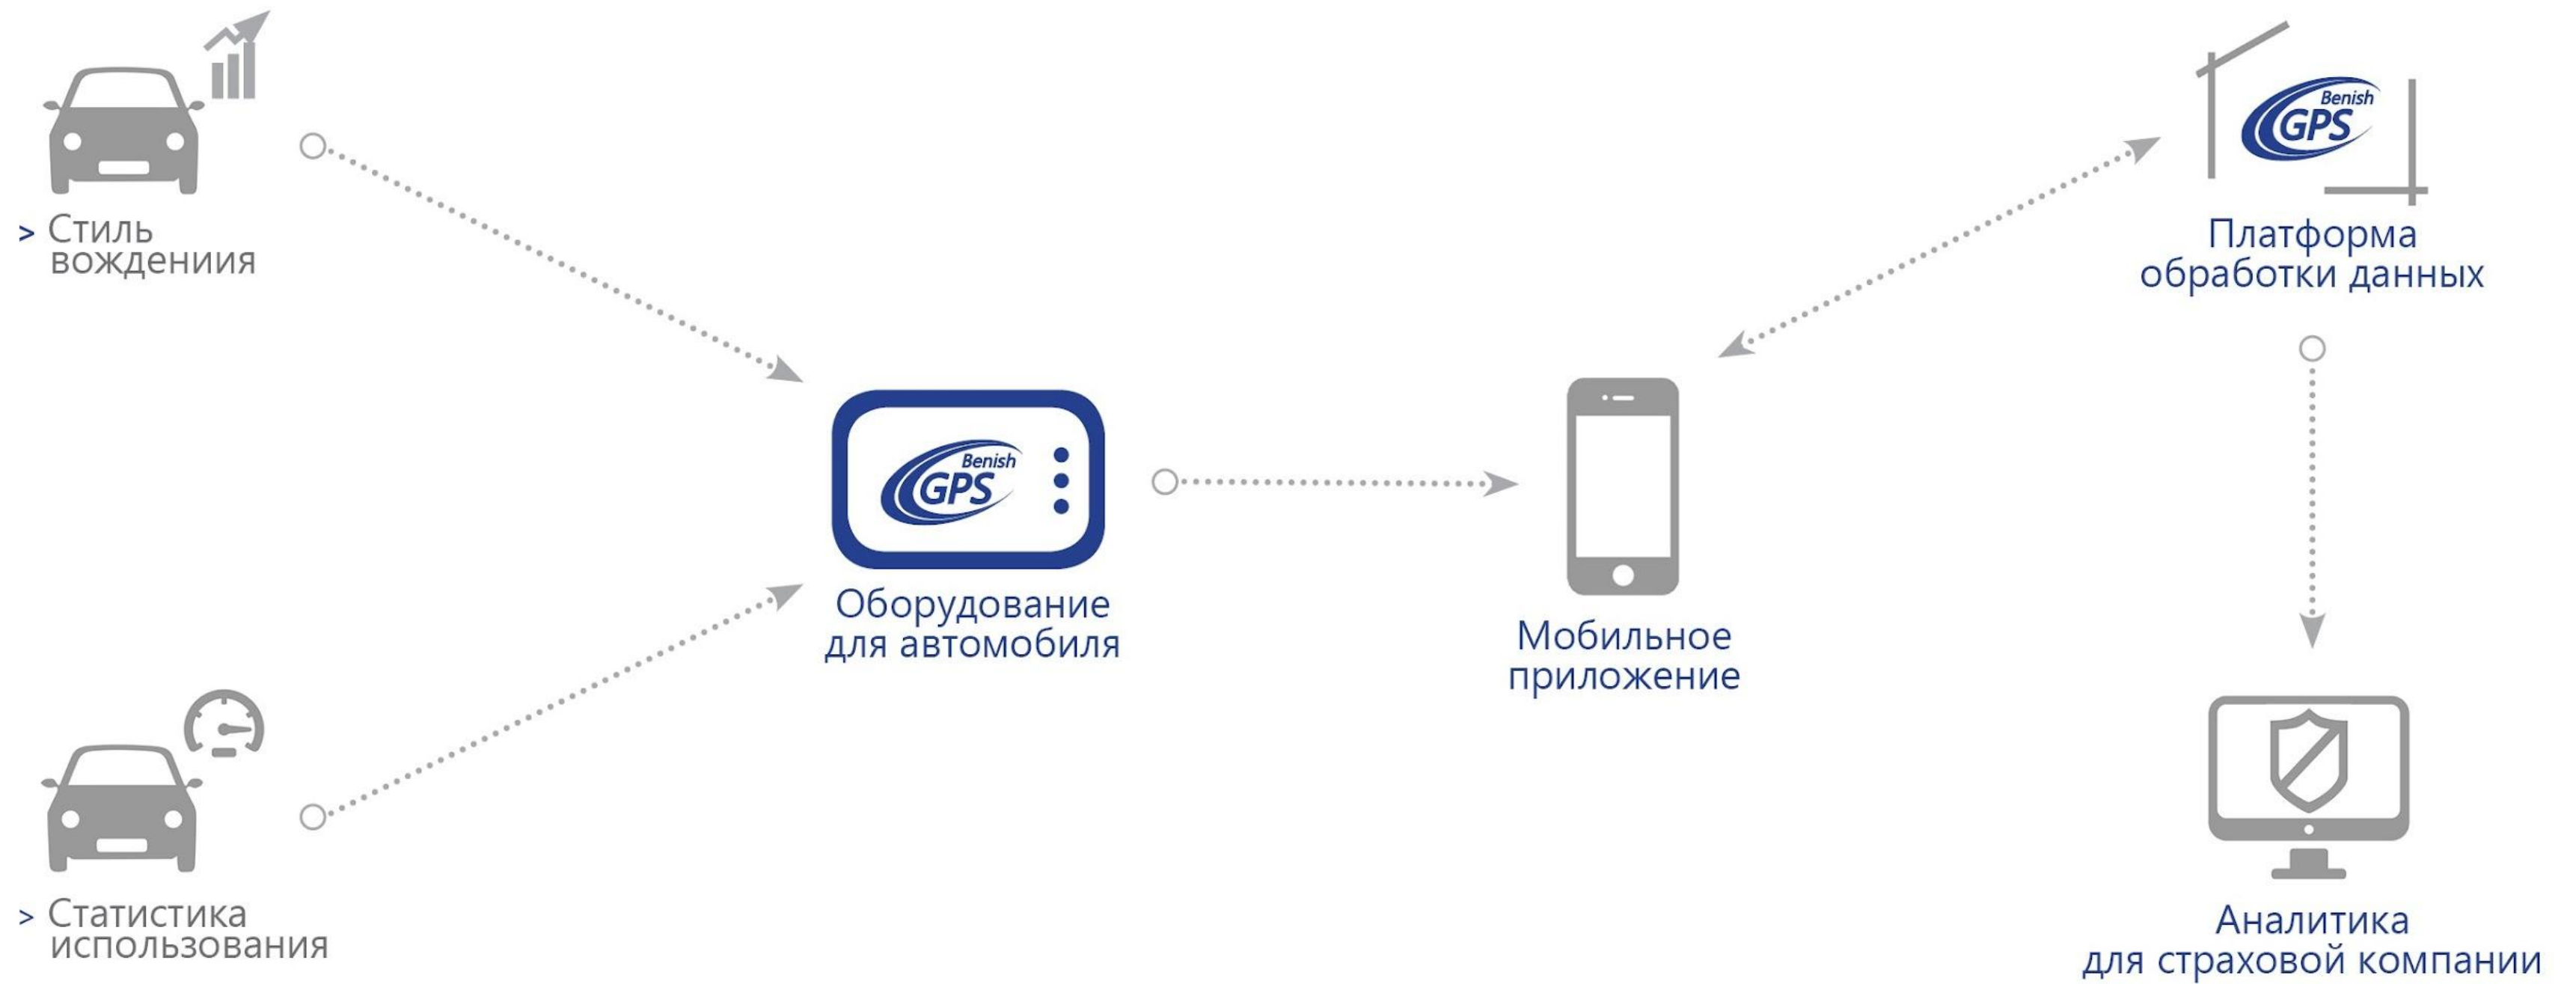 > Стиль
вождениия
> Статистика
использования
Benish
GPS
Оборудование
для автомобиля
Мобильное
приложение
Benish
GPS
Платформа
обработки данных
Аналитика
для страховой компании